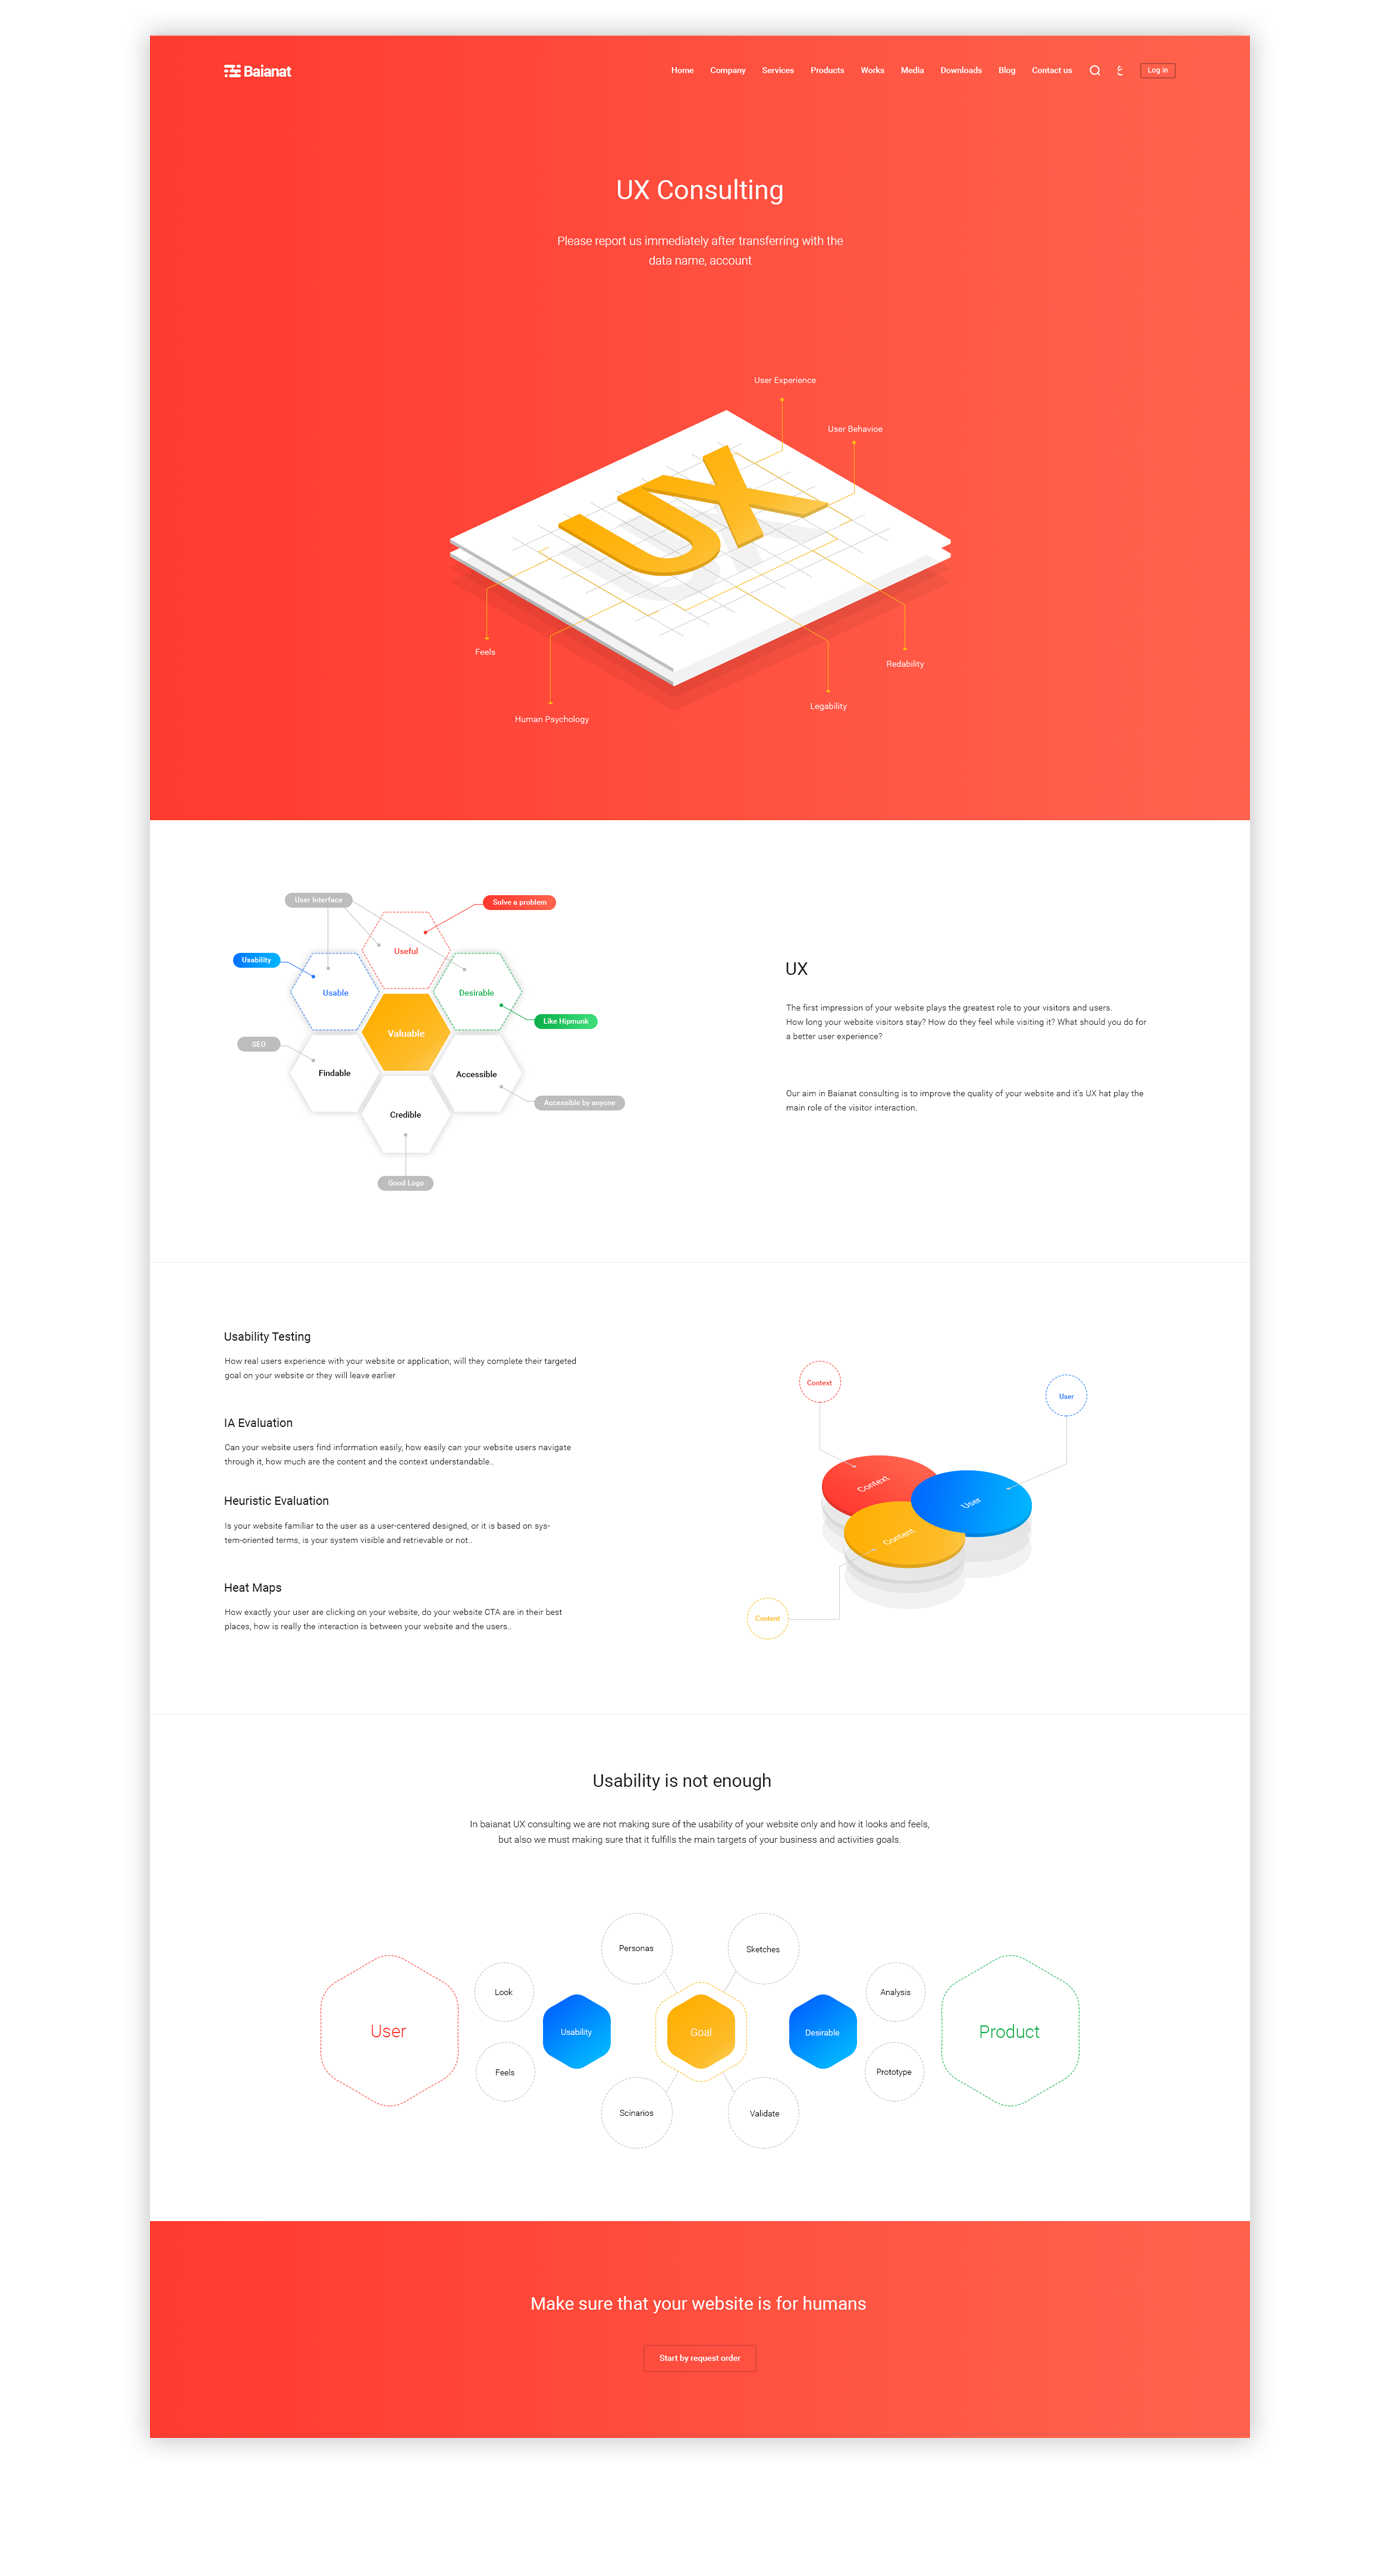 Baianat
Home Company Services Products Works Media Downloads Blog Contact us ع Log in
UX Consulting
Please report us immediately after transferring with the
data name, account
User Experience
User Behavioe
UX
Feels
Redability
Legability
Human Psychology
User Interface
Solve a problem
Useful
Usability
Usable
Desirable
Like Hipmunk
Valuable
SEO
Findable
Accessible
Accessible by anyone
Credible
Good Logo
UX
The first impression of your website plays the greatest role to your visitors and users.
How long your website visitors stay? How do they feel while visiting it? What should you do for
a better user experience?
Our aim in Baianat consulting is to improve the quality of your website and it's UX hat play the
main role of the visitor interaction.
Usability Testing
How real users experience with your website or application, will they complete their targeted
goal on your website or they will leave earlier
IA Evaluation
Can your website users find information easily, how easily can your website users navigate
through it, how much are the content and the context understandable..
Heuristic Evaluation
Is your website familiar to the user as a user-centered designed, or it is based on sys-
tem-oriented terms, is your system visible and retrievable or not..
Heat Maps
How exactly your user are clicking on your website, do your website CTA are in their best
places, how is really the interaction is between your website and the users..
Context
User
Context
User
Content
Content
Usability is not enough
In baianat UX consulting we are not making sure of the usability of your website only and how it looks and feels,
but also we must making sure that it fulfills the main targets of your business and activities goals.
Personas
Sketches
Look
Analysis
User
Usability
Goal
Desirable
Product
Feels
Prototype
Scinarios
Validate
Make sure that your website is for humans
Start by request order